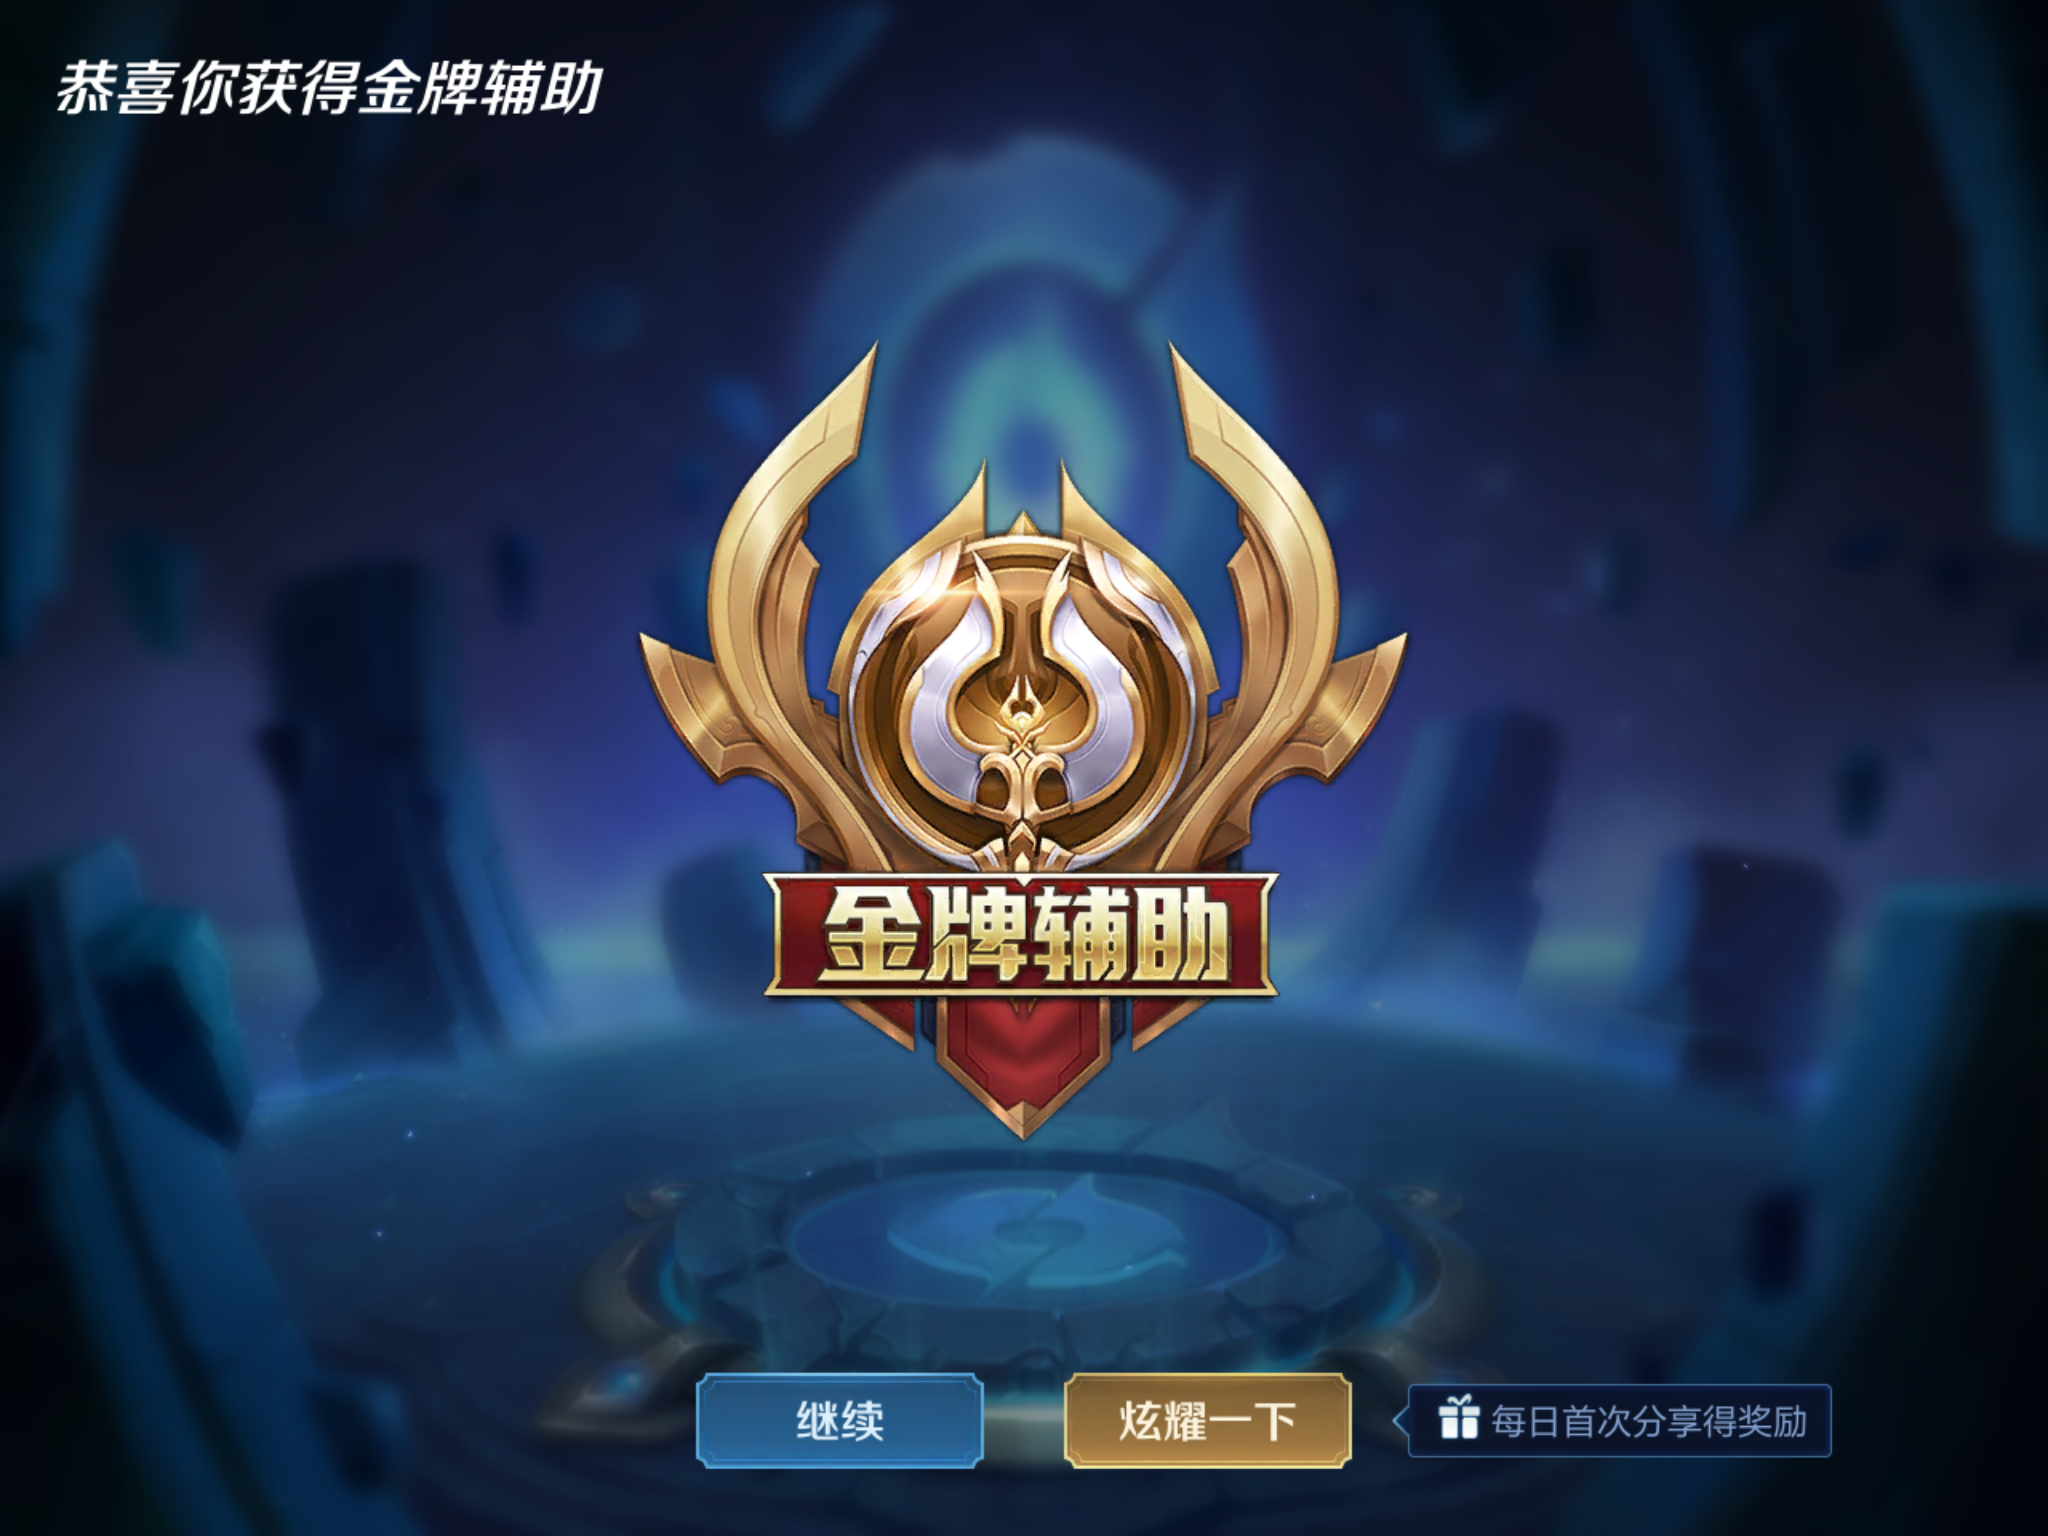 恭喜你获得金牌辅助
金牌辅助
继续
炫耀一下
每日首次分享得奖励